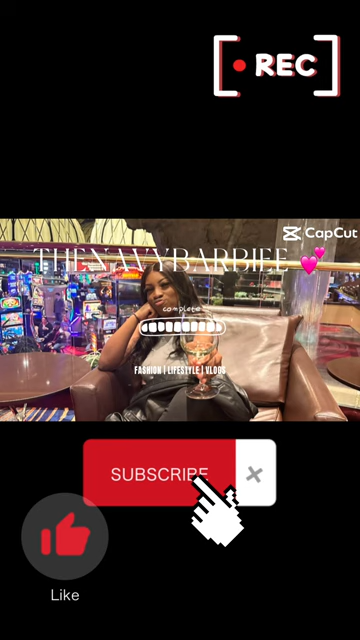 REC
CapCut
THENAVYBARBIEE
complete
FASHION | LIFESTYLE | VLOGS
SUBSCRIBE
Like